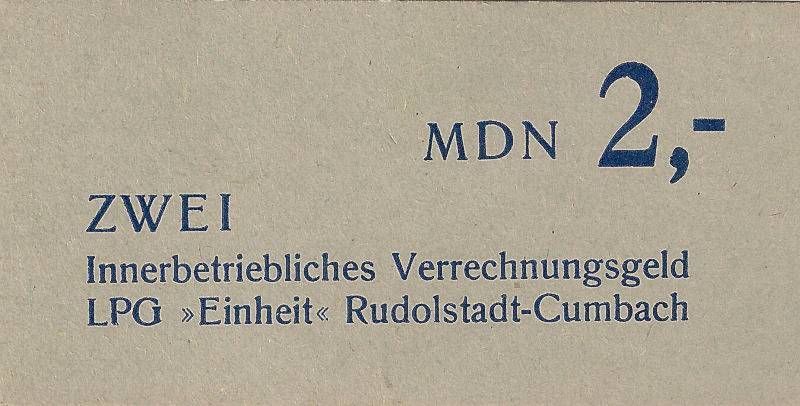 MDN 2,-
ZWEI
Innerbetriebliches Verrechnungsgeld
LPG »Einheit« Rudolstadt-Cumbach